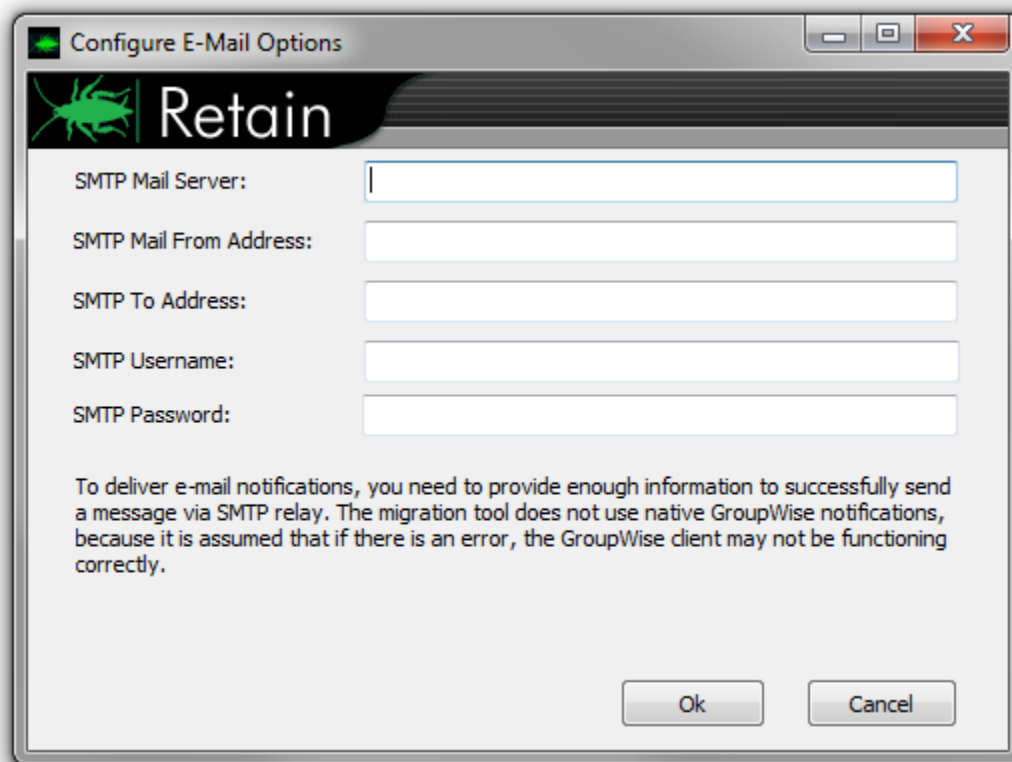 Configure E-Mail Options
Retain
SMTP Mail Server:
SMTP Mail From Address:
SMTP To Address:
SMTP Username:
SMTP Password:
To deliver e-mail notifications, you need to provide enough information to successfully send
a message via SMTP relay. The migration tool does not use native GroupWise notifications,
because it is assumed that if there is an error, the GroupWise client may not be functioning
correctly.
Ok
Cancel